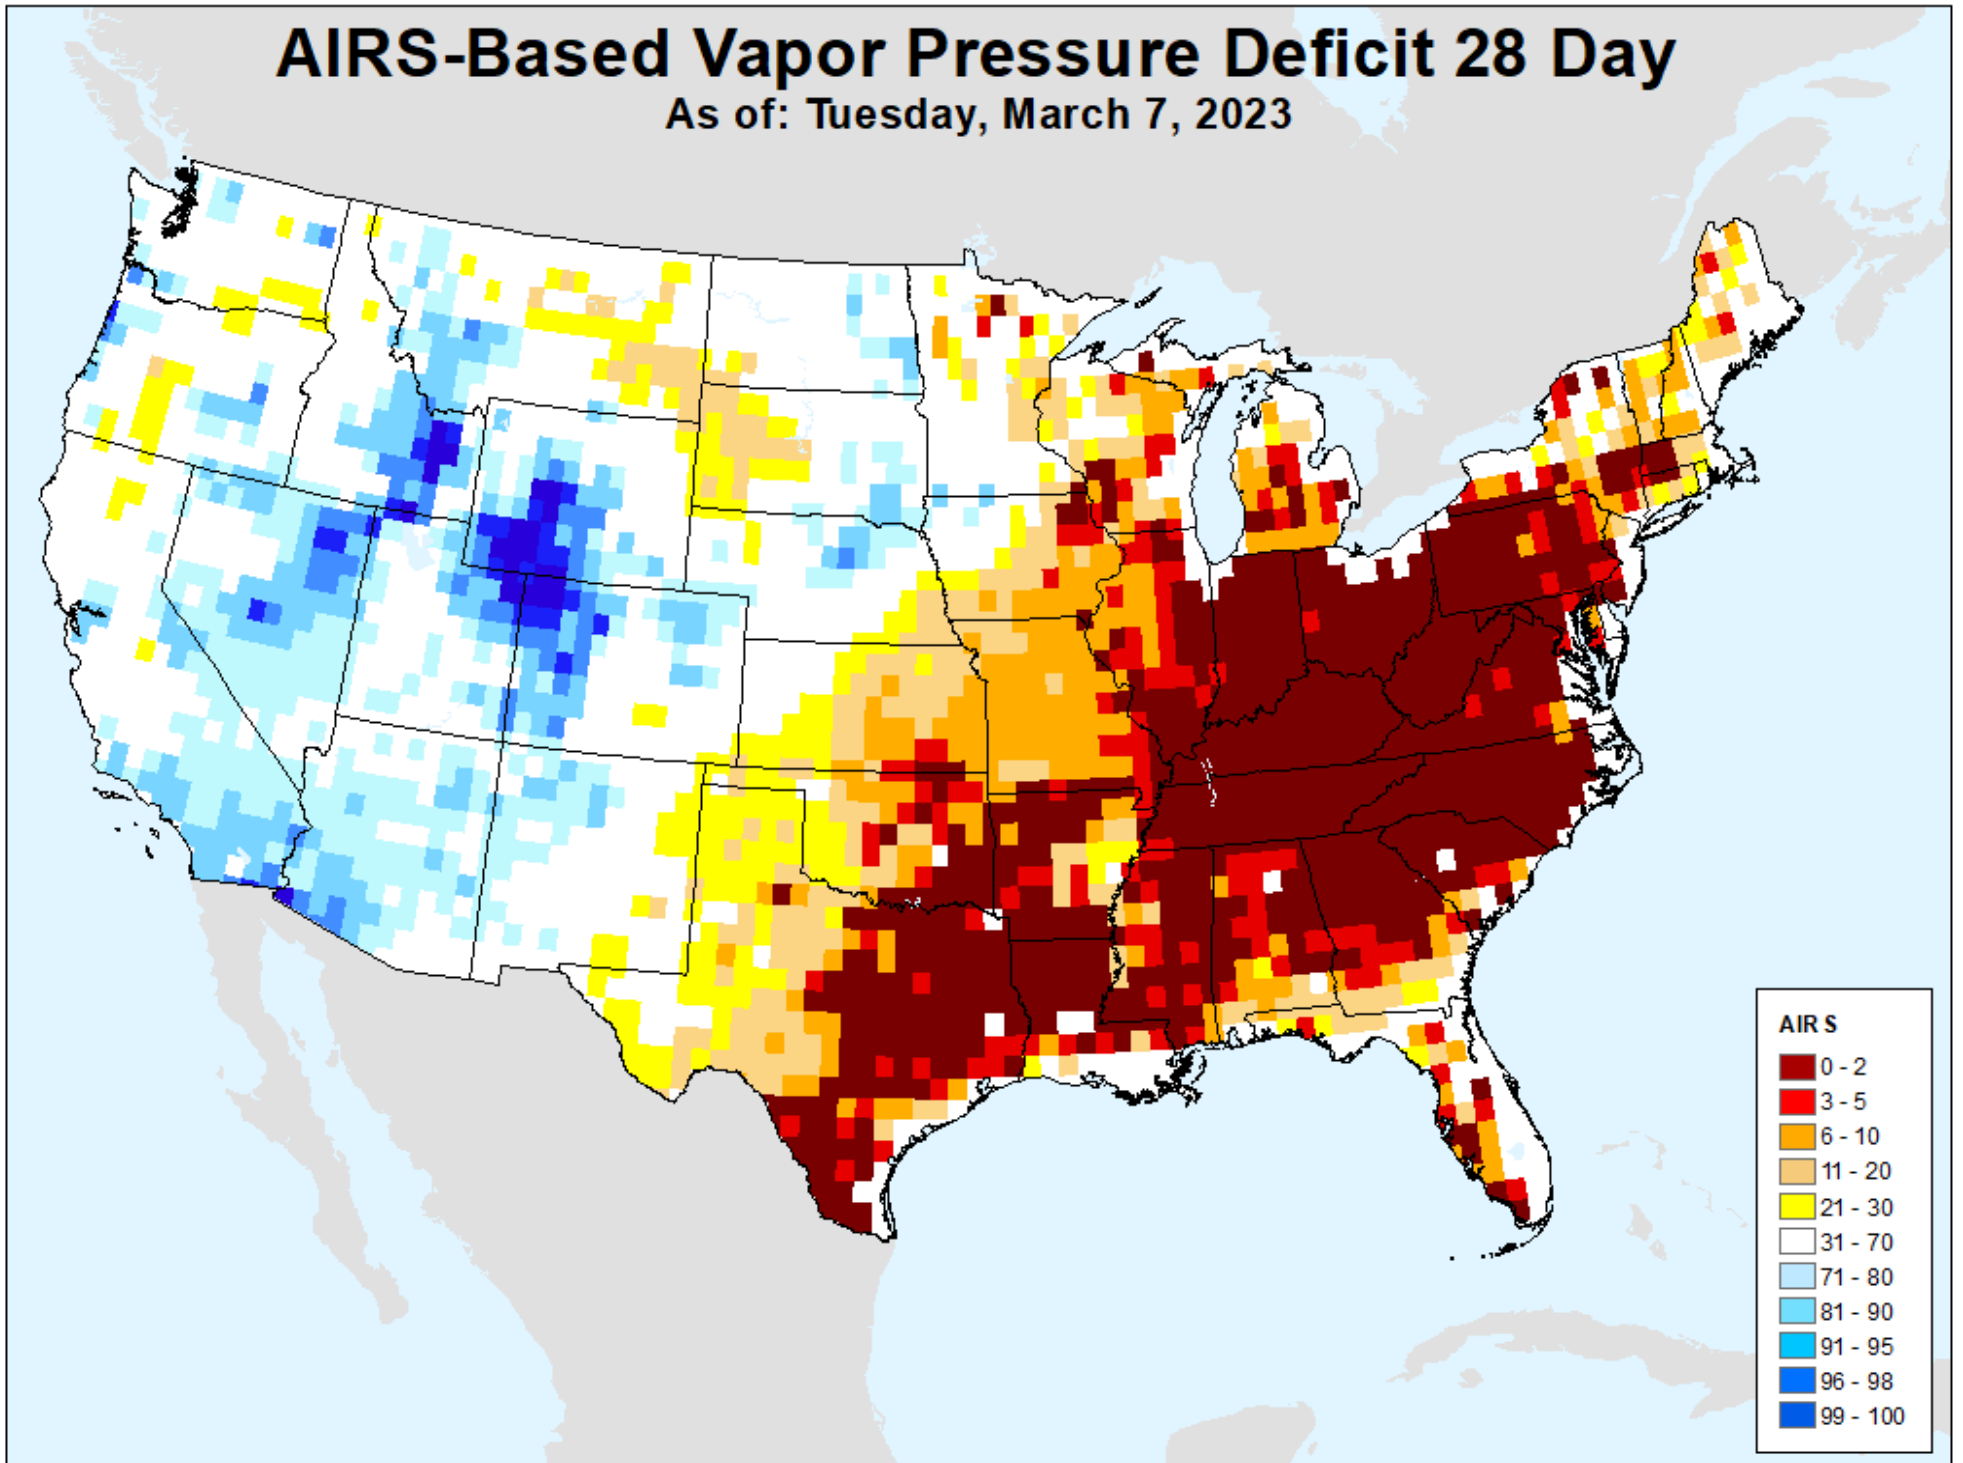 AIRS-Based Vapor Pressure Deficit 28 Day
As of: Tuesday, March 7, 2023
AIRS
0 - 2
3 - 5
6 - 10
11 - 20
21 - 30
31 - 70
71 - 80
81 - 90
91 - 95
96 - 98
99 - 100